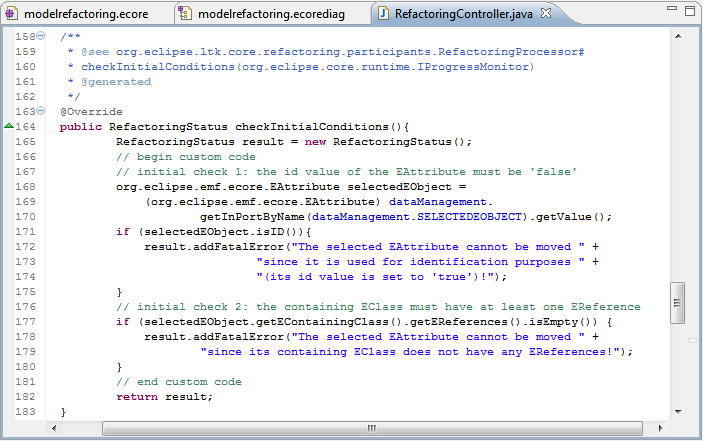 modelrefactoring.ecore modelrefactoring.ecorediag RefactoringController.java
158 /**
159 * @see org.eclipse.ltk.core.refactoring.participants.RefactoringProcessor#
160 * checkInitialConditions(org.eclipse.core.runtime.IProgressMonitor)
161 * @generated
162 */
163 @Override
164 public RefactoringStatus checkInitialConditions(){
165 RefactoringStatus result = new RefactoringStatus();
166 // begin custom code
167 // initial check 1: the id value of the EAttribute must be 'false'
168 org.eclipse.emf.ecore.EAttribute selectedEObject =
169 (org.eclipse.emf.ecore.EAttribute) dataManagement.
170 getInPortByName(dataManagement.SELECTEDEOBJECT).getValue();
171 if (selectedEObject.isID()){
172 result.addFatalError("The selected EAttribute cannot be moved " +
173 "since it is used for identification purposes " +
174 "(its id value is set to 'true')!");
175 }
176 // initial check 2: the containing EClass must have at least one EReference
177 if (selectedEObject.getEContainingClass().getEReferences().isEmpty()) {
178 result.addFatalError("The selected EAttribute cannot be moved " +
179 "since its containing EClass does not have any EReferences!");
180 }
181 // end custom code
182 return result;
183 }